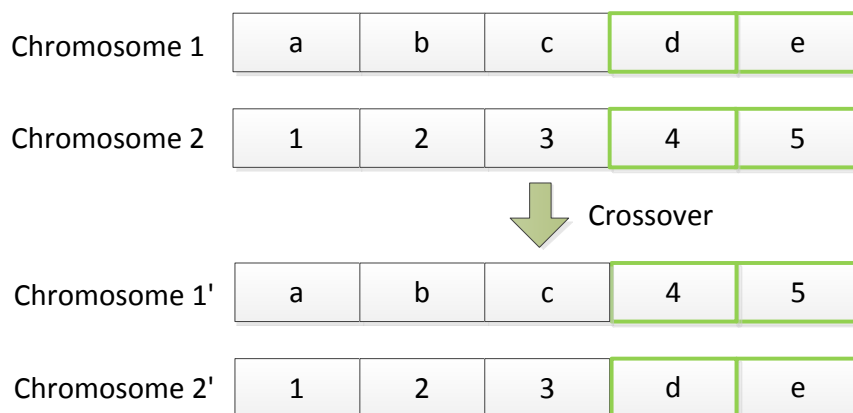 Chromosome 1 a b c d e
Chromosome 2 1 2 3 4 5
Crossover
Chromosome 1' a b c 4 5
Chromosome 2' 1 2 3 d e